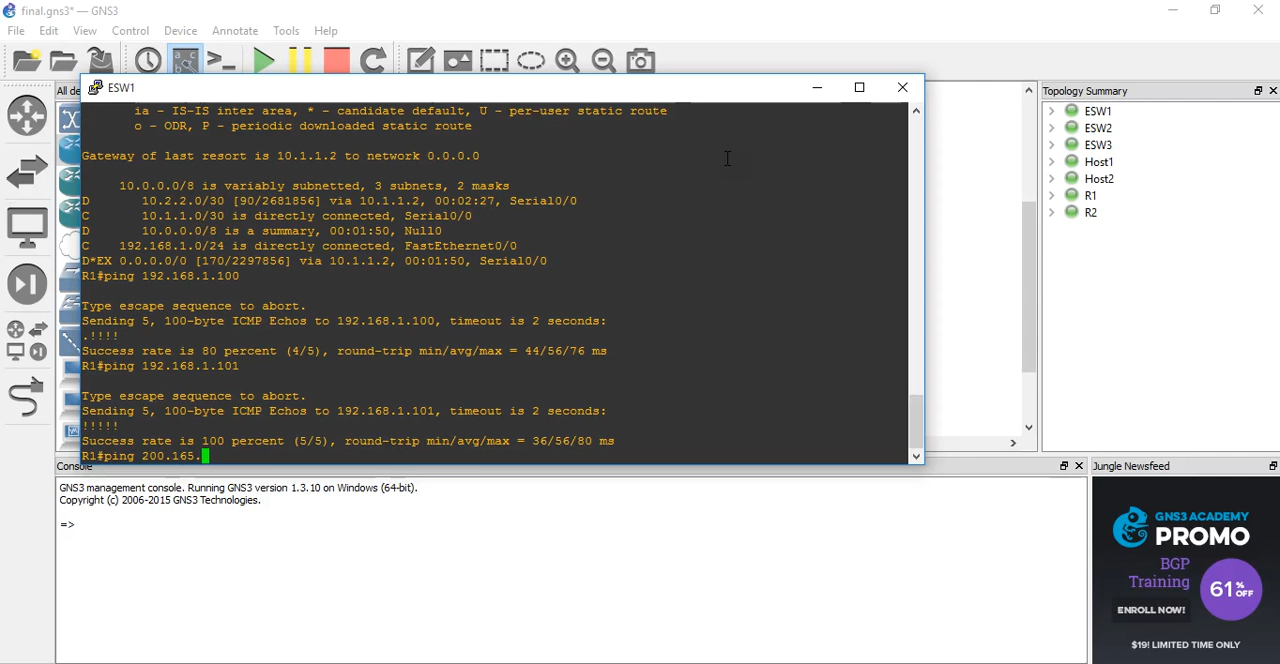 final.gns3* — GNS3
File Edit View Control Device Annotate Tools Help
All de
ESW1
ia - IS-IS inter area, * - candidate default, U - per-user static route
o - ODR, P - periodic downloaded static route
Gateway of last resort is 10.1.1.2 to network 0.0.0.0
10.0.0.0/8 is variably subnetted, 3 subnets, 2 masks
D 10.2.2.0/30 [90/2681856] via 10.1.1.2, 00:02:27, Serial0/0
C 10.1.1.0/30 is directly connected, Serial0/0
D 10.0.0.0/8 is a summary, 00:01:50, Null0
C 192.168.1.0/24 is directly connected, FastEthernet0/0
D*EX 0.0.0.0/0 [170/2297856] via 10.1.1.2, 00:01:50, Serial0/0
R1#ping 192.168.1.100
Type escape sequence to abort.
Sending 5, 100-byte ICMP Echos to 192.168.1.100, timeout is 2 seconds:
.!!!!
Success rate is 80 percent (4/5), round-trip min/avg/max = 44/56/76 ms
R1#ping 192.168.1.101
Type escape sequence to abort.
Sending 5, 100-byte ICMP Echos to 192.168.1.101, timeout is 2 seconds:
!!!!!
Success rate is 100 percent (5/5), round-trip min/avg/max = 36/56/80 ms
R1#ping 200.165.
Topology Summary
ESW1
ESW2
ESW3
Host1
Host2
R1
R2
Console
GNS3 management console. Running GNS3 version 1.3.10 on Windows (64-bit).
Copyright (c) 2006-2015 GNS3 Technologies.
=>
Jungle Newsfeed
GNS3 ACADEMY
PROMO
BGP
Training
61% OFF
ENROLL NOW!
$19! LIMITED TIME ONLY